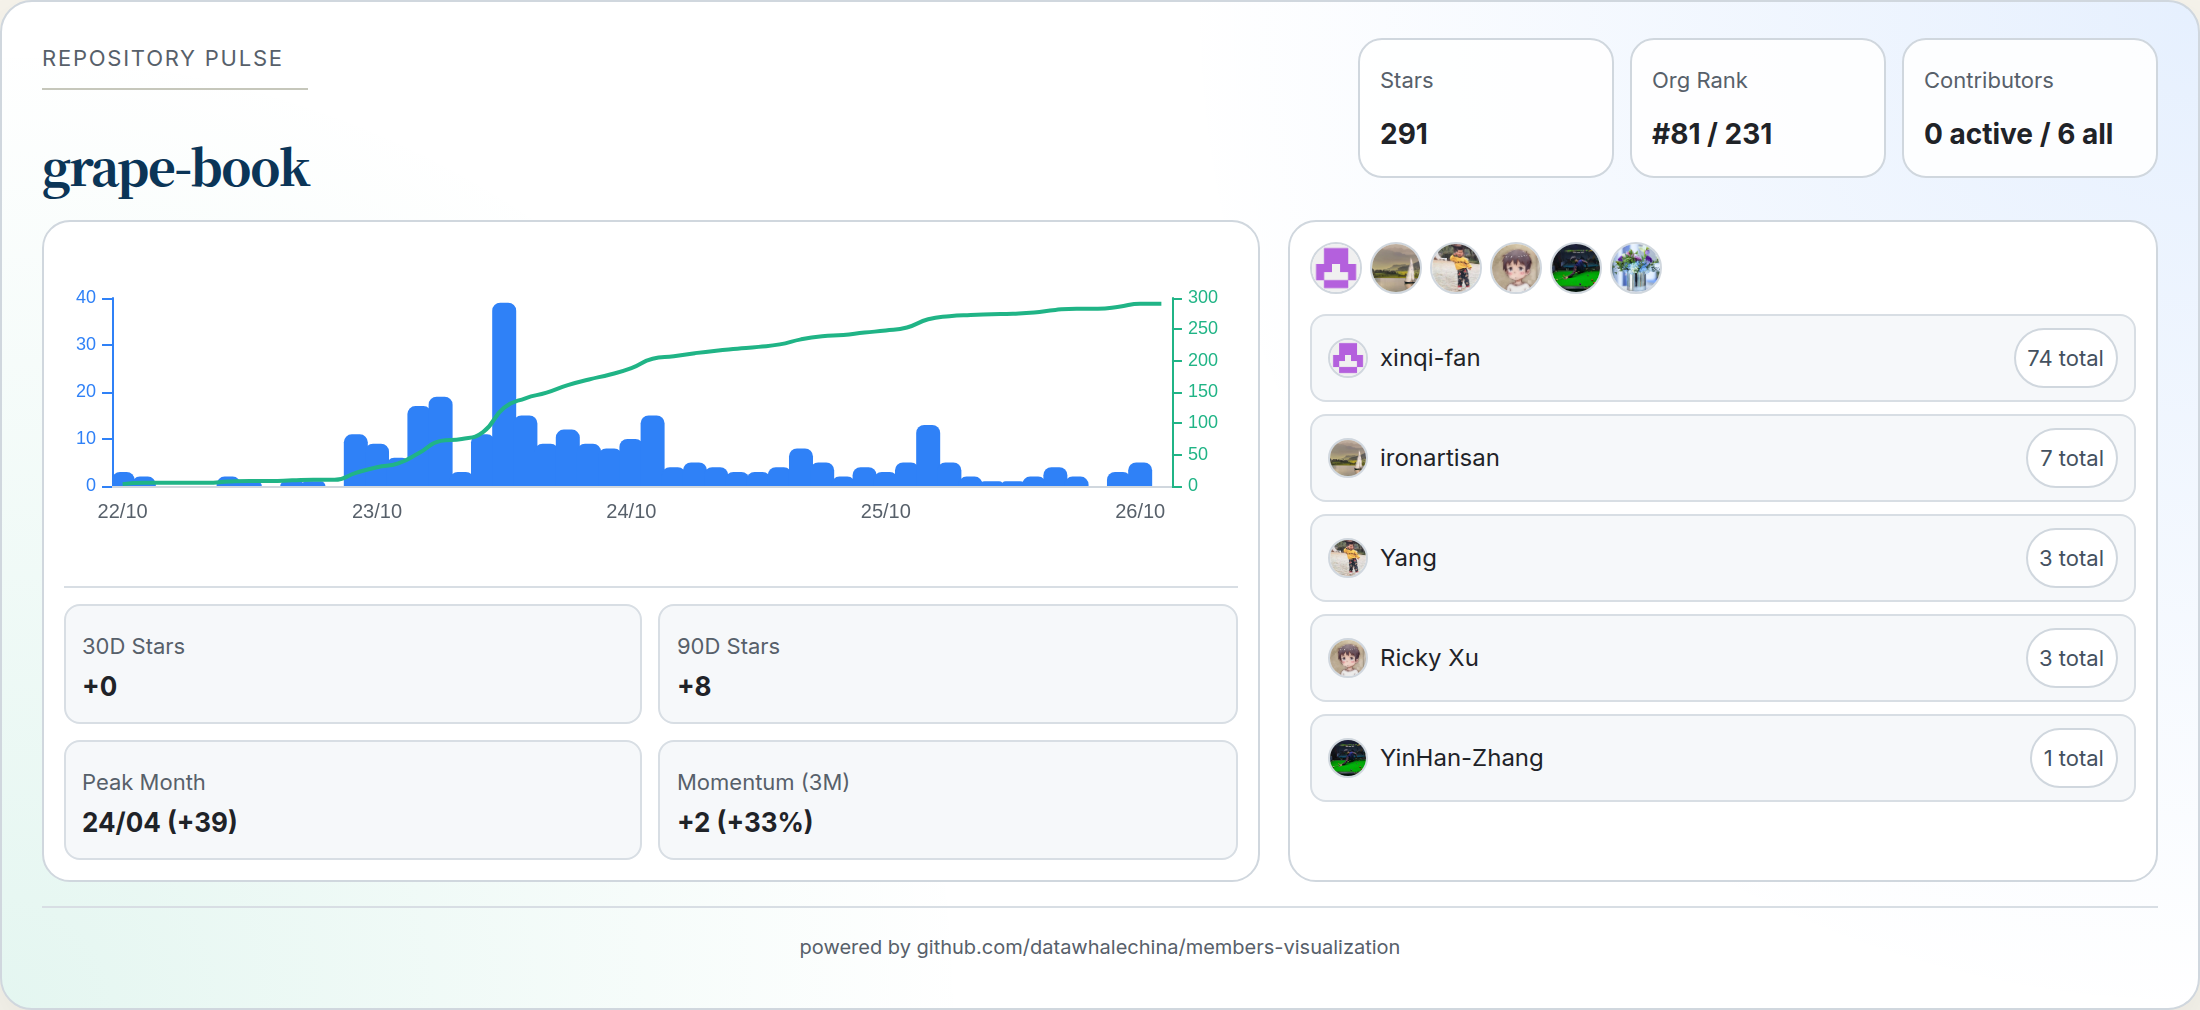 REPOSITORY PULSE
grape-book
Stars
291
Org Rank
#81 / 231
Contributors
0 active / 6 all
40
30
20
10
0
300
250
200
150
100
50
0
22/10
23/10
24/10
25/10
26/10
30D Stars
+0
90D Stars
+8
Peak Month
24/04 (+39)
Momentum (3M)
+2 (+33%)
xinqi-fan
74 total
ironartisan
7 total
Yang
3 total
Ricky Xu
3 total
YinHan-Zhang
1 total
powered by github.com/datawhalechina/members-visualization